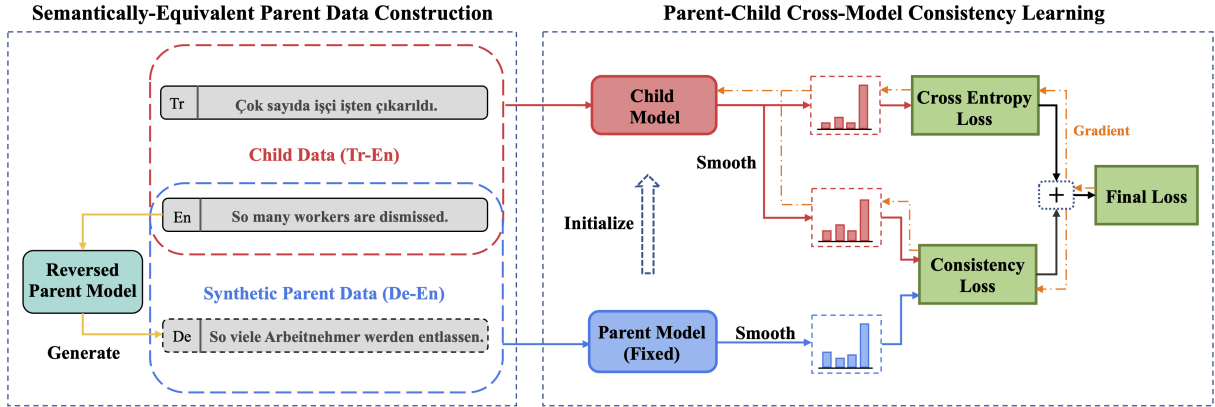 Semantically-Equivalent Parent Data Construction
Tr
Çok sayıda işçi işten çıkarıldı.
Child Data (Tr-En)
En
So many workers are dismissed.
Reversed
Parent Model
Synthetic Parent Data (De-En)
De
So viele Arbeitnehmer werden entlassen.
Generate
Parent-Child Cross-Model Consistency Learning
Child
Model
Cross Entropy
Loss
Gradient
Smooth
Initialize
+
Final Loss
Consistency
Loss
Parent Model
(Fixed)
Smooth